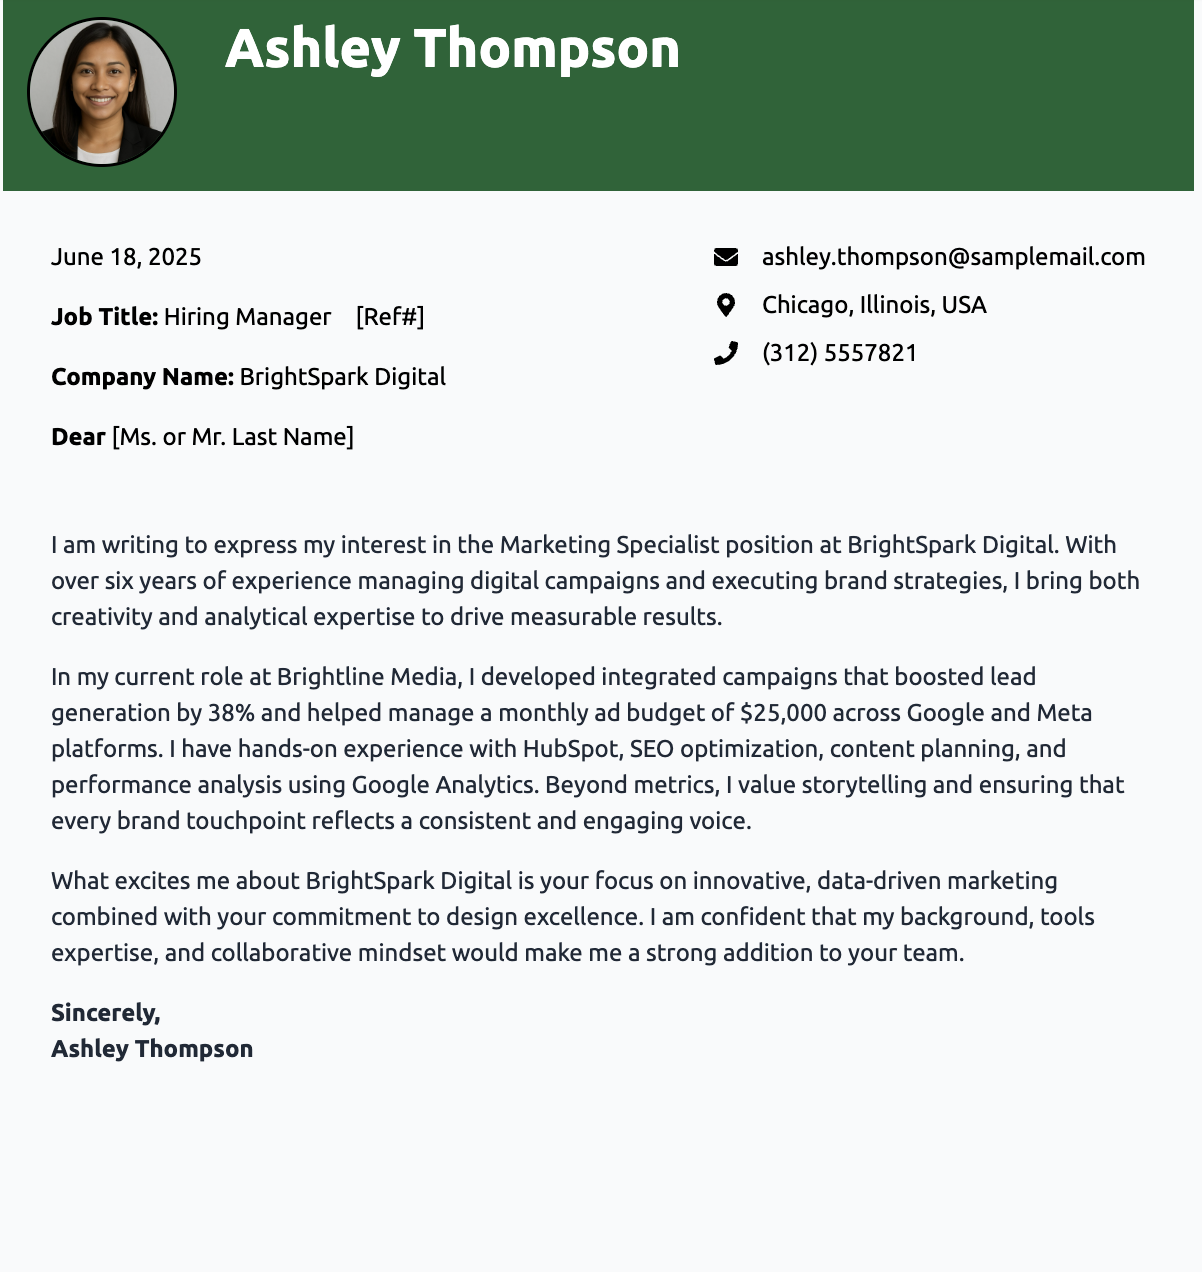 Ashley Thompson
June 18, 2025
Job Title: Hiring Manager [Ref#]
Company Name: BrightSpark Digital
Dear [Ms. or Mr. Last Name]
ashley.thompson@samplemail.com
Chicago, Illinois, USA
(312) 5557821
I am writing to express my interest in the Marketing Specialist position at BrightSpark Digital. With
over six years of experience managing digital campaigns and executing brand strategies, I bring both
creativity and analytical expertise to drive measurable results.
In my current role at Brightline Media, I developed integrated campaigns that boosted lead
generation by 38% and helped manage a monthly ad budget of $25,000 across Google and Meta
platforms. I have hands-on experience with HubSpot, SEO optimization, content planning, and
performance analysis using Google Analytics. Beyond metrics, I value storytelling and ensuring that
every brand touchpoint reflects a consistent and engaging voice.
What excites me about BrightSpark Digital is your focus on innovative, data-driven marketing
combined with your commitment to design excellence. I am confident that my background, tools
expertise, and collaborative mindset would make me a strong addition to your team.
Sincerely,
Ashley Thompson